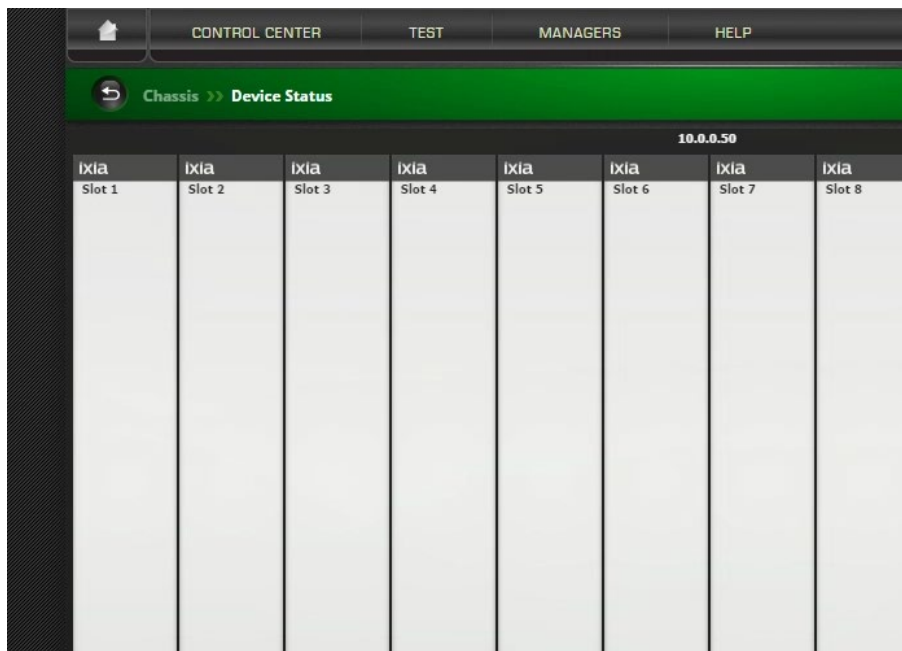 CONTROL CENTER TEST MANAGERS HELP
Chassis >> Device Status
10.0.0.50
ixia ixia ixia ixia ixia ixia ixia ixia
Slot 1 Slot 2 Slot 3 Slot 4 Slot 5 Slot 6 Slot 7 Slot 8